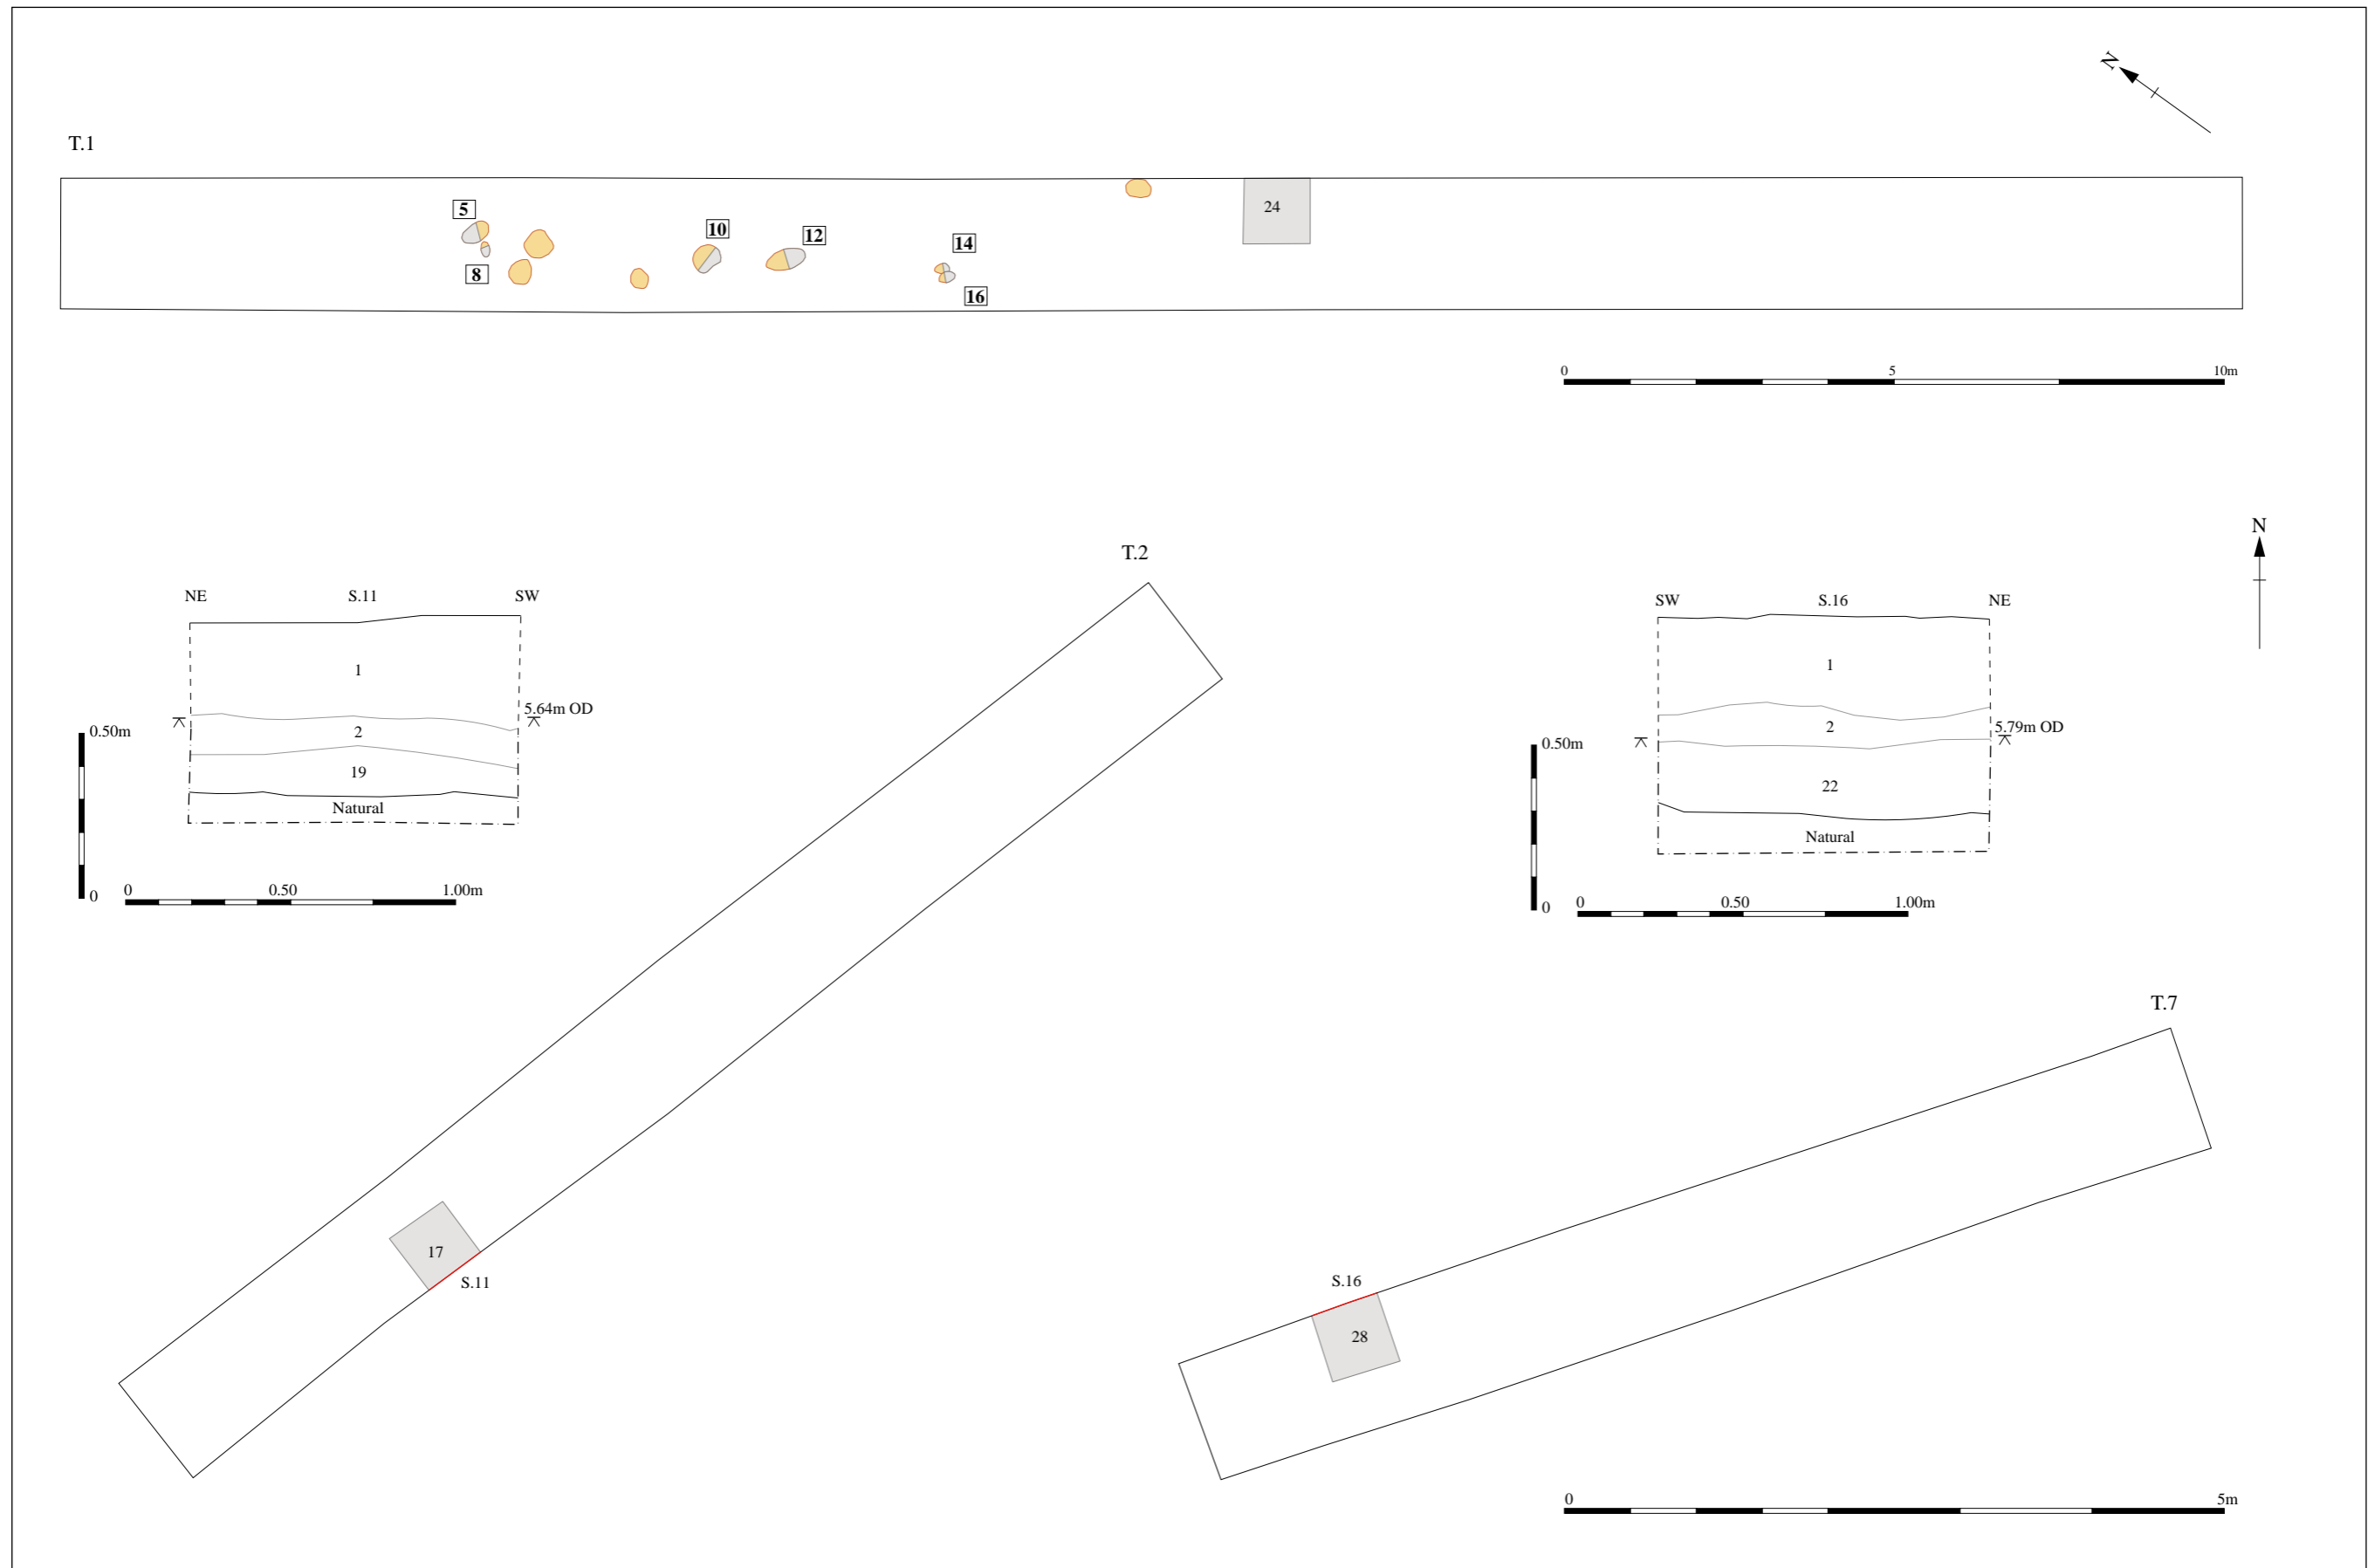 N
T.1
5
24
10
12
14
8
16
0 5 10m
N
T.2
NE S.11 SW
SW S.16 NE
1
1
5.64m OD
2
0.50m
19
Natural
0
0 0.50 1.00m
2
5.79m OD
0.50m
22
Natural
0
0 0.50 1.00m
T.7
17
S.11
S.16
28
0 5m